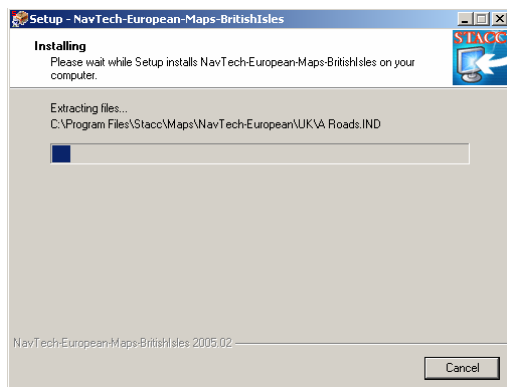 Setup - NavTech-European-Maps-BritishIsles
Installing
Please wait while Setup installs NavTech-European-Maps-BritishIsles on your
computer.
STACC
Extracting files...
C:\Program Files\Stacc\Maps\NavTech-European\UK\A Roads.IND
NavTech-European-Maps-BritishIsles 2005.02
Cancel